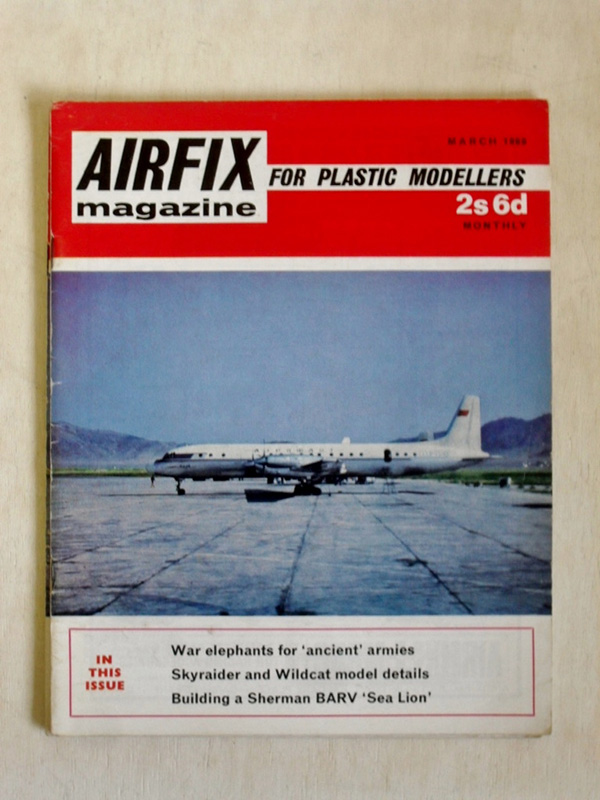 AIRFIX
magazine
FOR PLASTIC MODELLERS
MARCH
2s 6d
MONTHLY
IN
THIS
ISSUE
War elephants for ‘ancient’ armies
Skyraider and Wildcat model details
Building a Sherman BARV ‘Sea Lion’